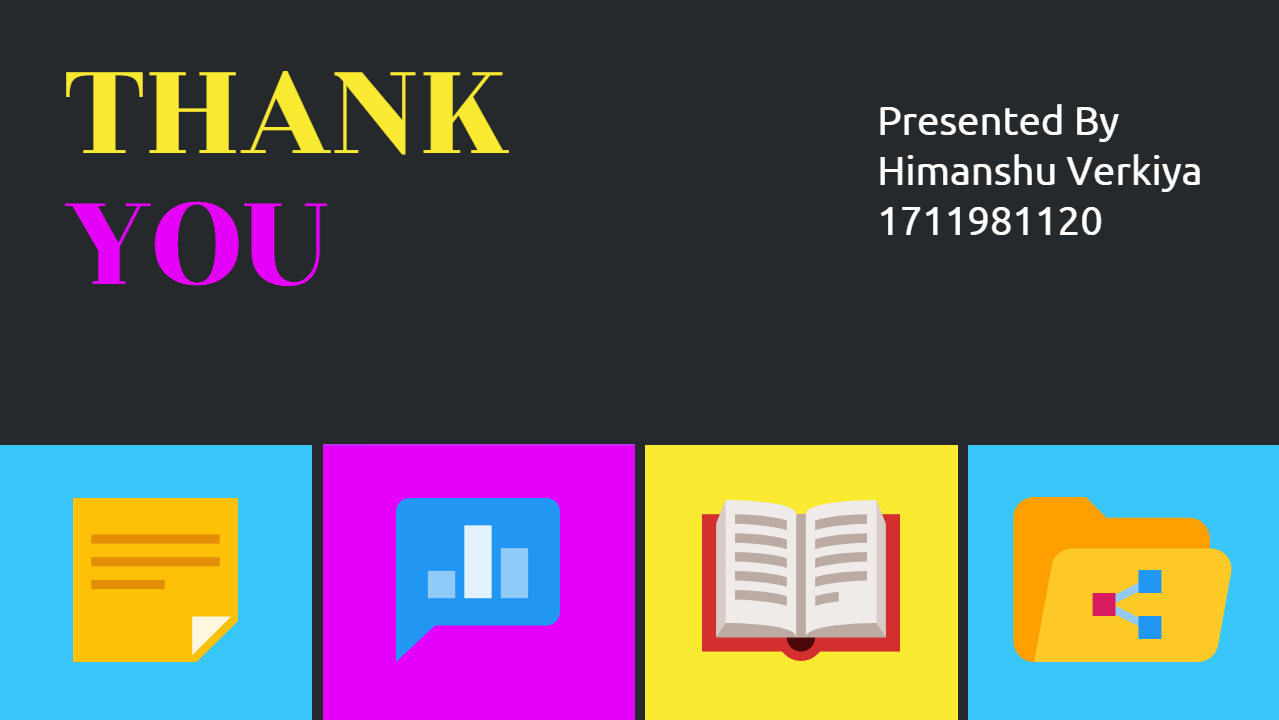 THANK
YOU
Presented By
Himanshu Verkiya
1711981120